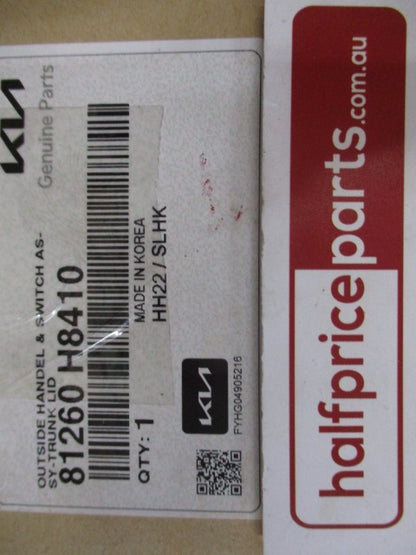 KIA
Genuine Parts
OUTSIDE HANDEL & SWITCH AS-
SY-TRUNK LID
81260 H8410
QTY: 1
MADE IN KOREA
HH22 / SLHK
KIA
FYHG04905216
halfpriceparts.com.au